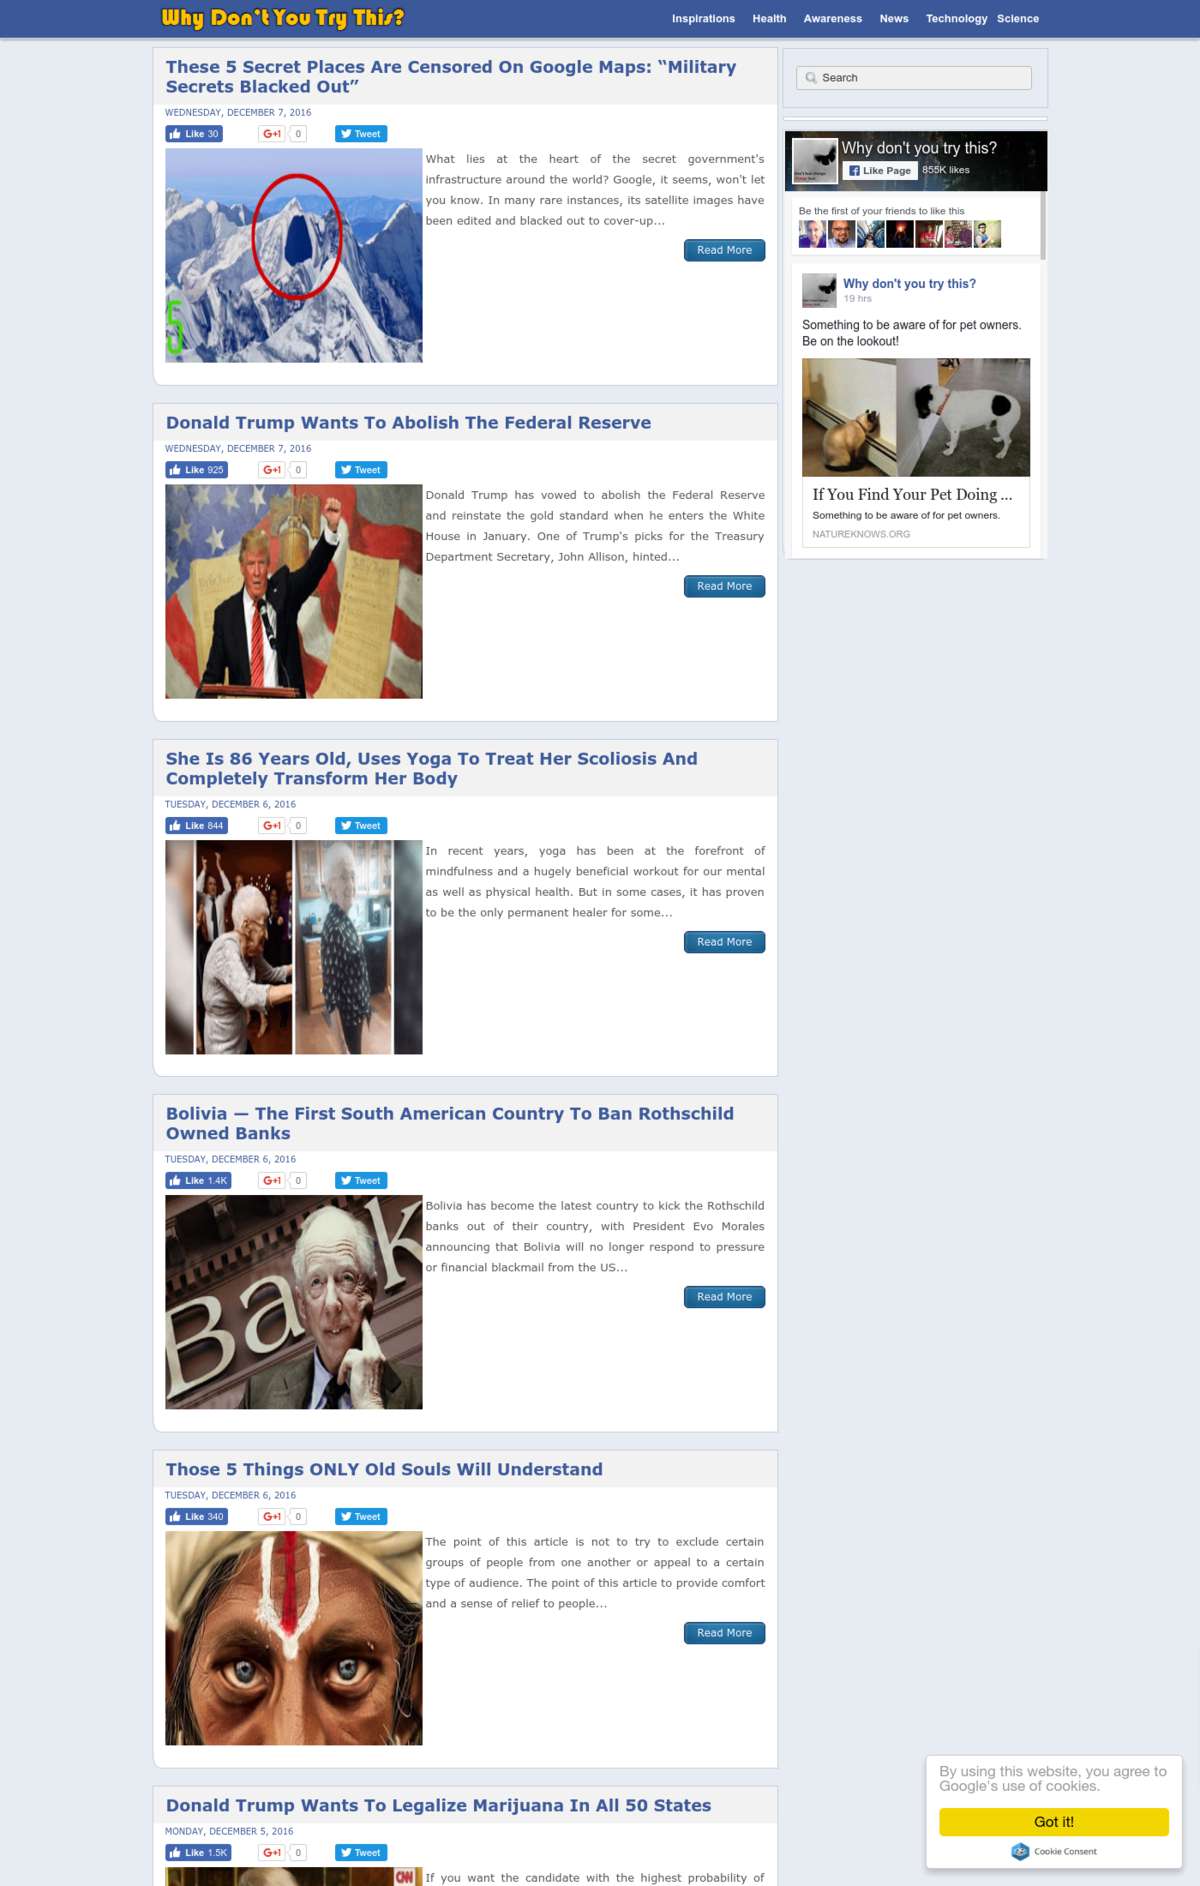 Why Don't You Try This?
Inspirations Health Awareness News Technology Science
These 5 Secret Places Are Censored On Google Maps: “Military
Secrets Blacked Out”
WEDNESDAY, DECEMBER 7, 2016
Like 30 G+1 0 Tweet
What lies at the heart of the secret government's
infrastructure around the world? Google, it seems, won't let
you know. In many rare instances, its satellite images have
been edited and blacked out to cover-up...
5
Read More
Donald Trump Wants To Abolish The Federal Reserve
WEDNESDAY, DECEMBER 7, 2016
Like 925 G+1 0 Tweet
Donald Trump has vowed to abolish the Federal Reserve
and reinstate the gold standard when he enters the White
House in January. One of Trump's picks for the Treasury
Department Secretary, John Allison, hinted...
Read More
She Is 86 Years Old, Uses Yoga To Treat Her Scoliosis And
Completely Transform Her Body
TUESDAY, DECEMBER 6, 2016
Like 844 G+1 0 Tweet
In recent years, yoga has been at the forefront of
mindfulness and a hugely beneficial workout for our mental
as well as physical health. But in some cases, it has proven
to be the only permanent healer for some...
Read More
Bolivia — The First South American Country To Ban Rothschild
Owned Banks
TUESDAY, DECEMBER 6, 2016
Like 1.4K G+1 0 Tweet
Bank
Bolivia has become the latest country to kick the Rothschild
banks out of their country, with President Evo Morales
announcing that Bolivia will no longer respond to pressure
or financial blackmail from the US...
Read More
Those 5 Things ONLY Old Souls Will Understand
TUESDAY, DECEMBER 6, 2016
Like 340 G+1 0 Tweet
The point of this article is not to try to exclude certain
groups of people from one another or appeal to a certain
type of audience. The point of this article to provide comfort
and a sense of relief to people...
Read More
Donald Trump Wants To Legalize Marijuana In All 50 States
MONDAY, DECEMBER 5, 2016
Like 1.5K G+1 0 Tweet
CNN
If you want the candidate with the highest probability of
Search
Why don't you try this?
Like Page 855K likes
Be the first of your friends to like this
Why don't you try this?
19 hrs
Something to be aware of for pet owners.
Be on the lookout!
If You Find Your Pet Doing ...
Something to be aware of for pet owners.
NATUREKNOWS.ORG
By using this website, you agree to
Google's use of cookies.
Got it!
Cookie Consent